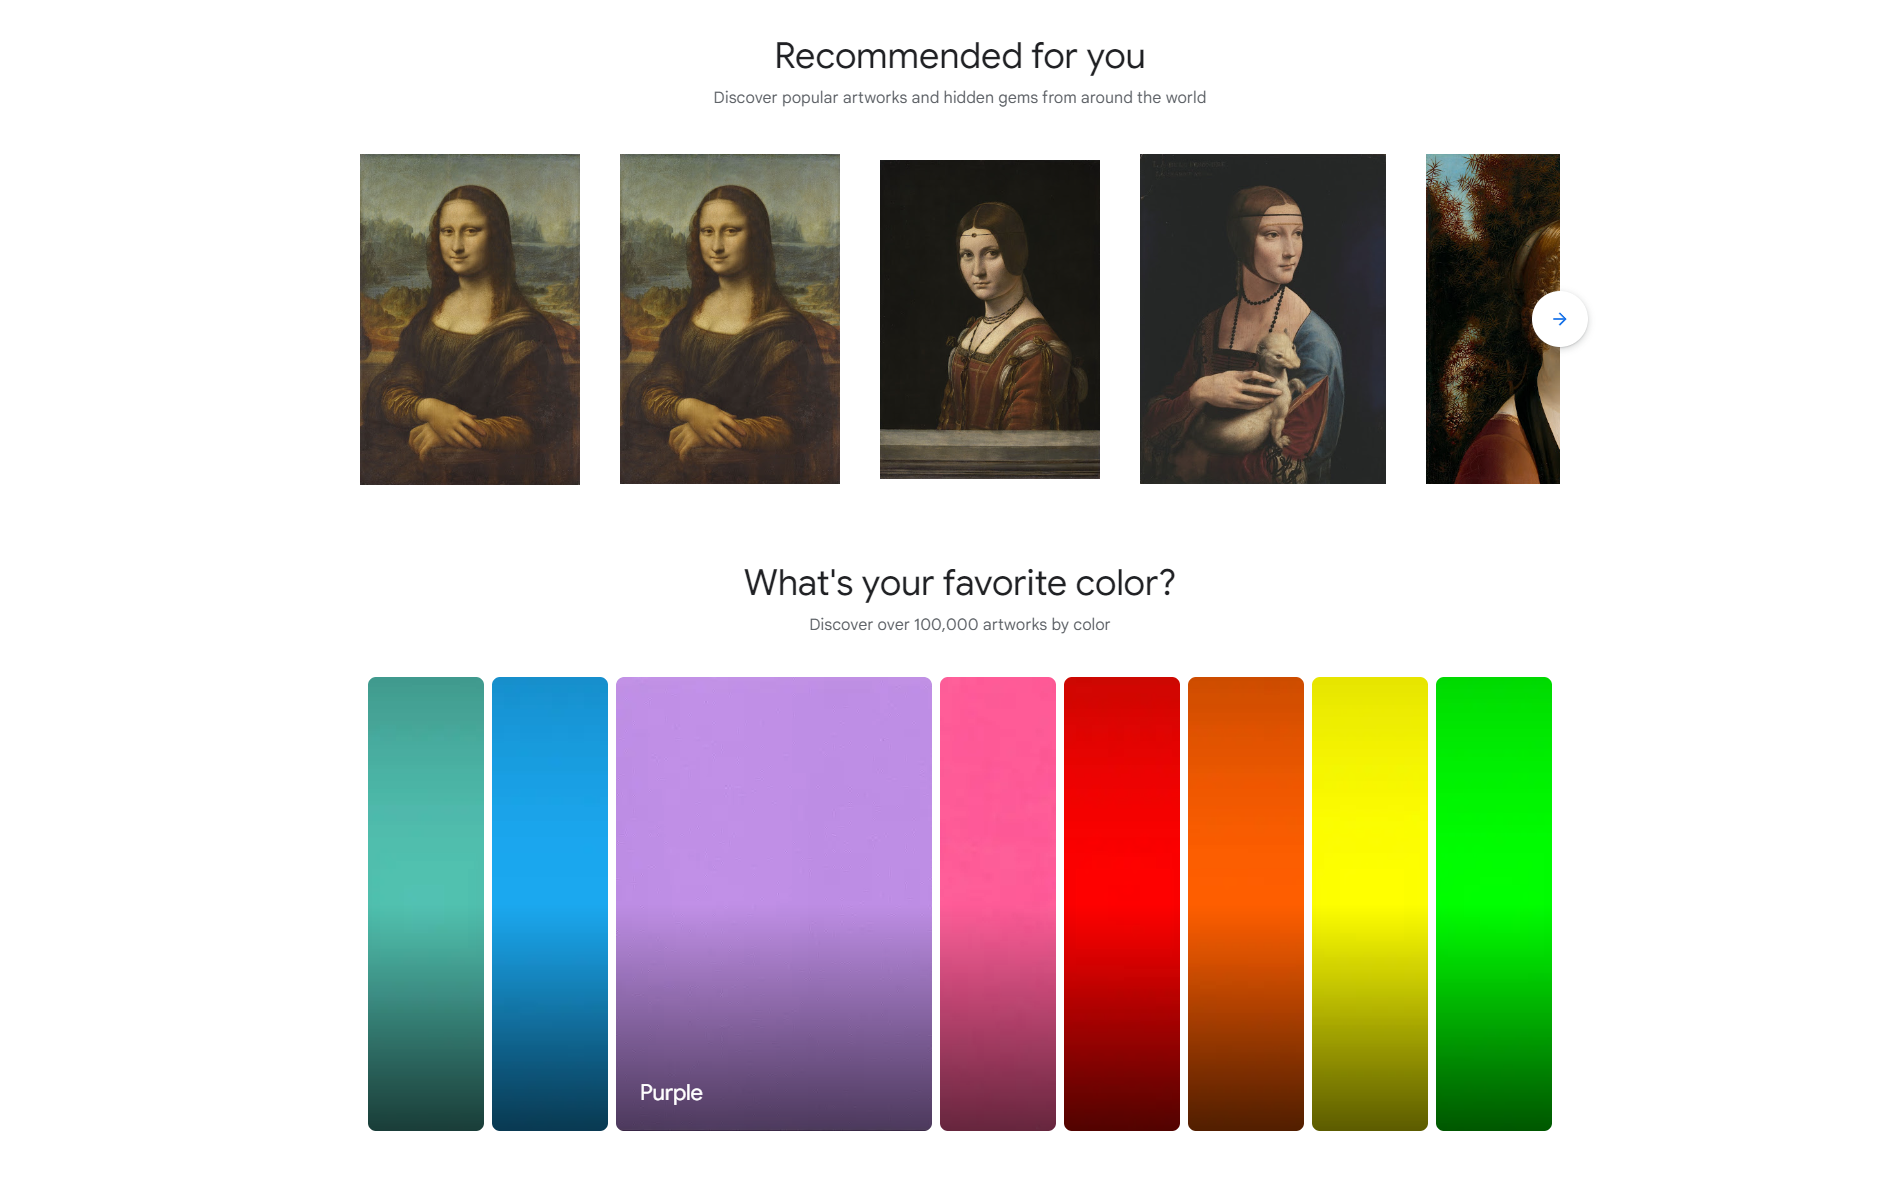 Recommended for you
Discover popular artworks and hidden gems from around the world
What's your favorite color?
Discover over 100,000 artworks by color
Purple